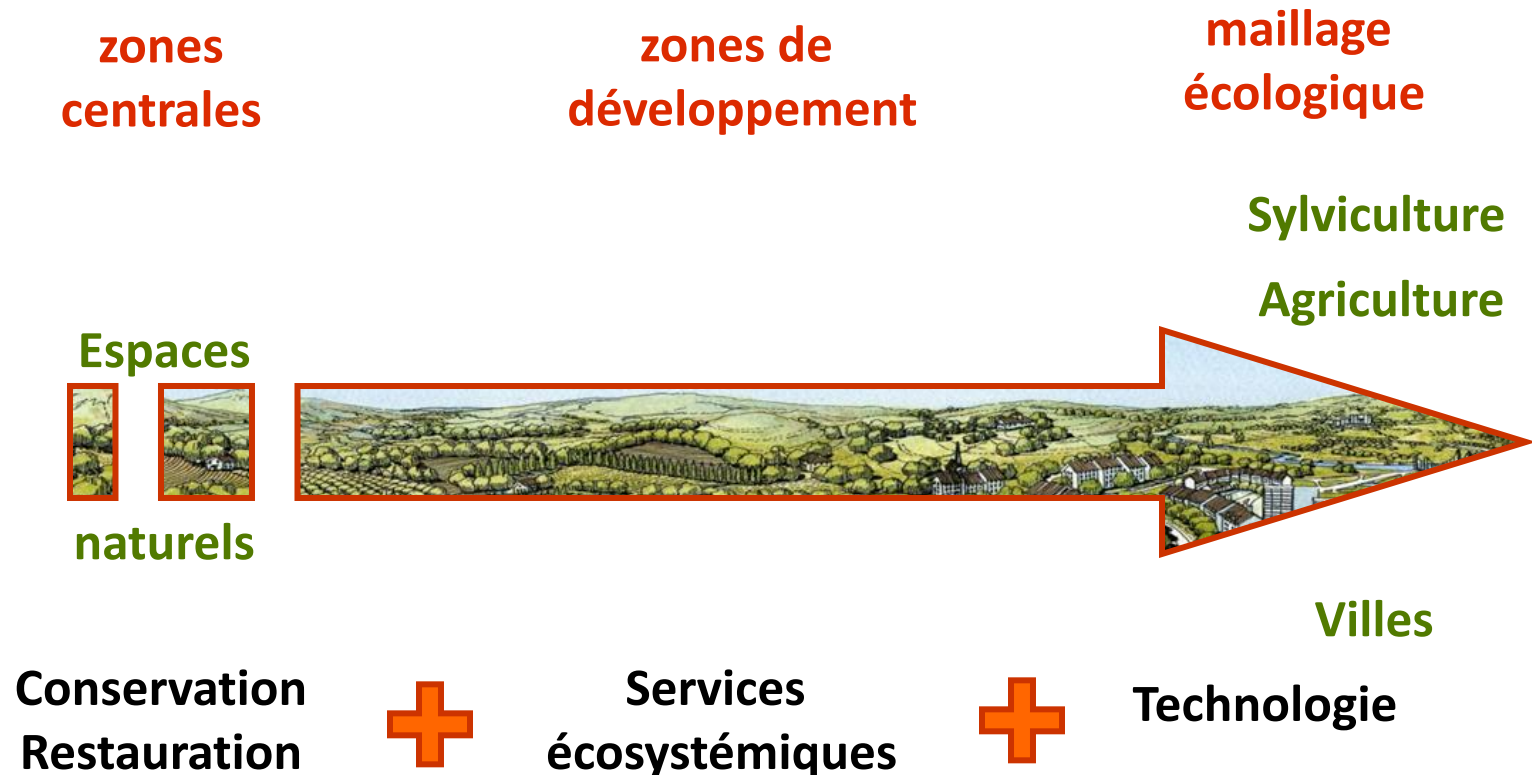 zones
centrales
zones de
développement
maillage
écologique
Sylviculture
Agriculture
Espaces
naturels
Villes
Conservation
Restauration
Services
écosystémiques
Technologie